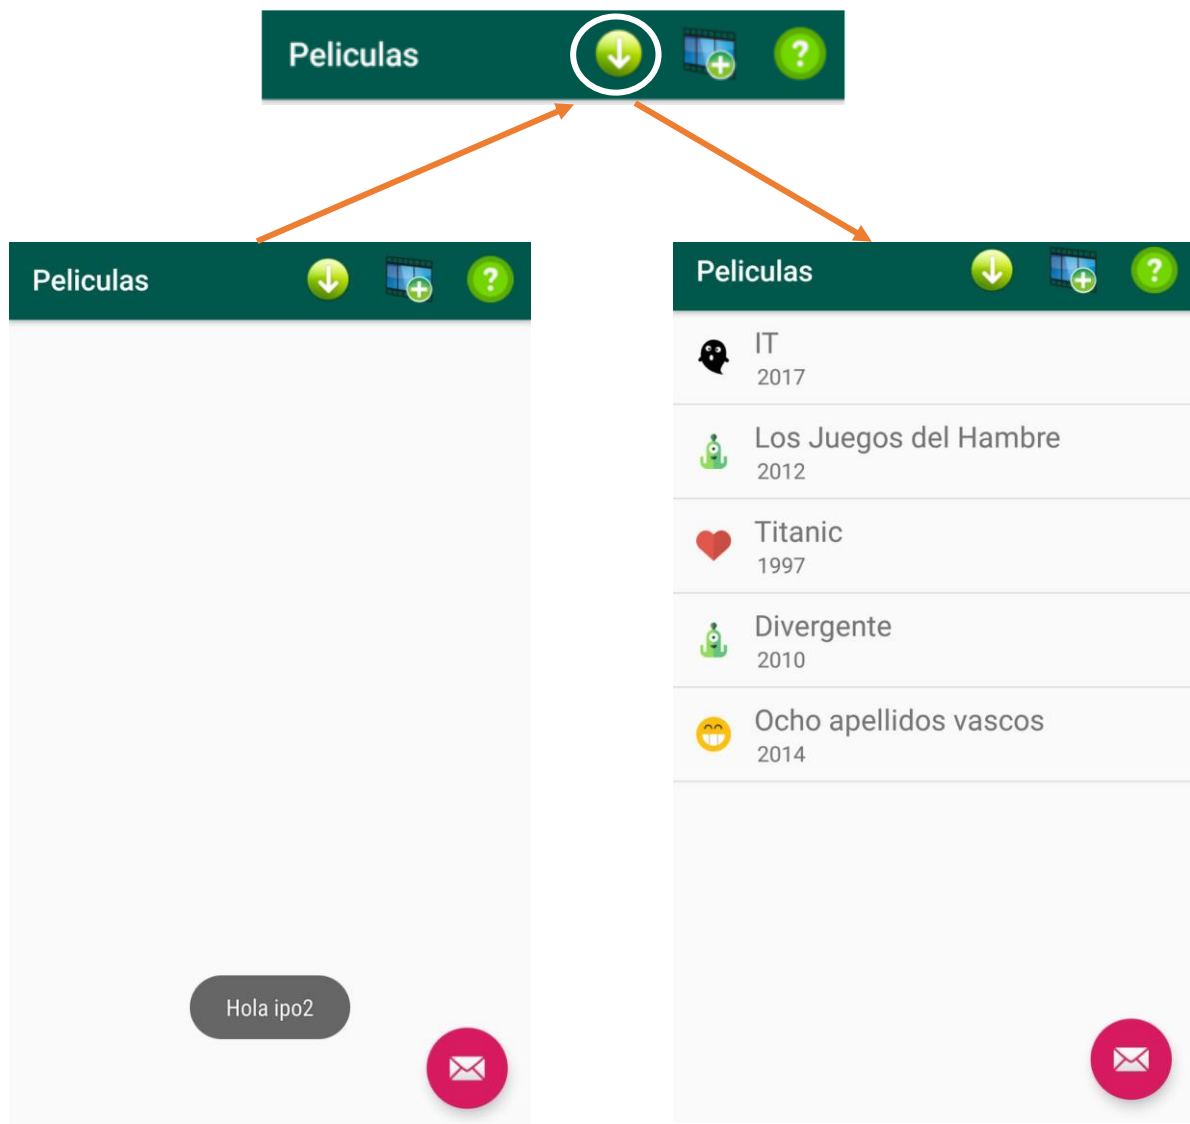 Peliculas
?
Peliculas
?
Hola ipo2
Peliculas
?
IT
2017
Los Juegos del Hambre
2012
Titanic
1997
Divergente
2010
Ocho apellidos vascos
2014